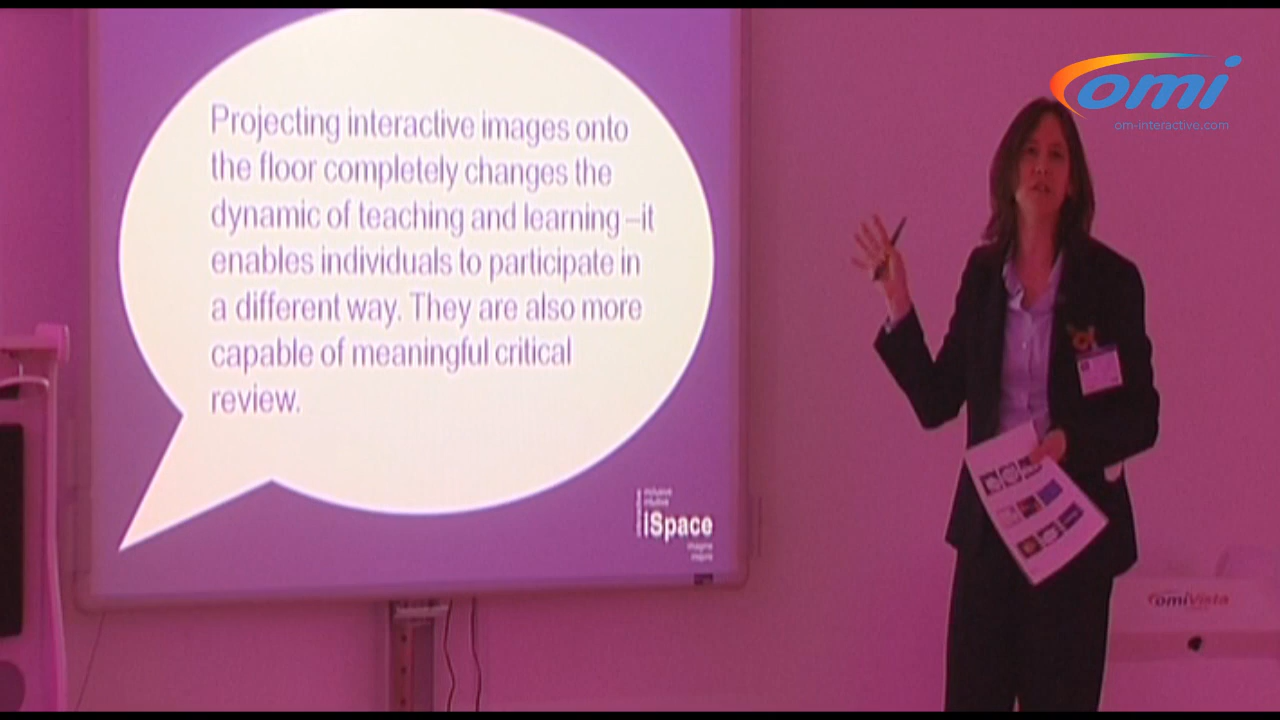 omi
om-interactive.com
Projecting interactive images onto
the floor completely changes the
dynamic of teaching and learning –it
enables individuals to participate in
a different way. They are also more
capable of meaningful critical
review.
iSpace
omiVista